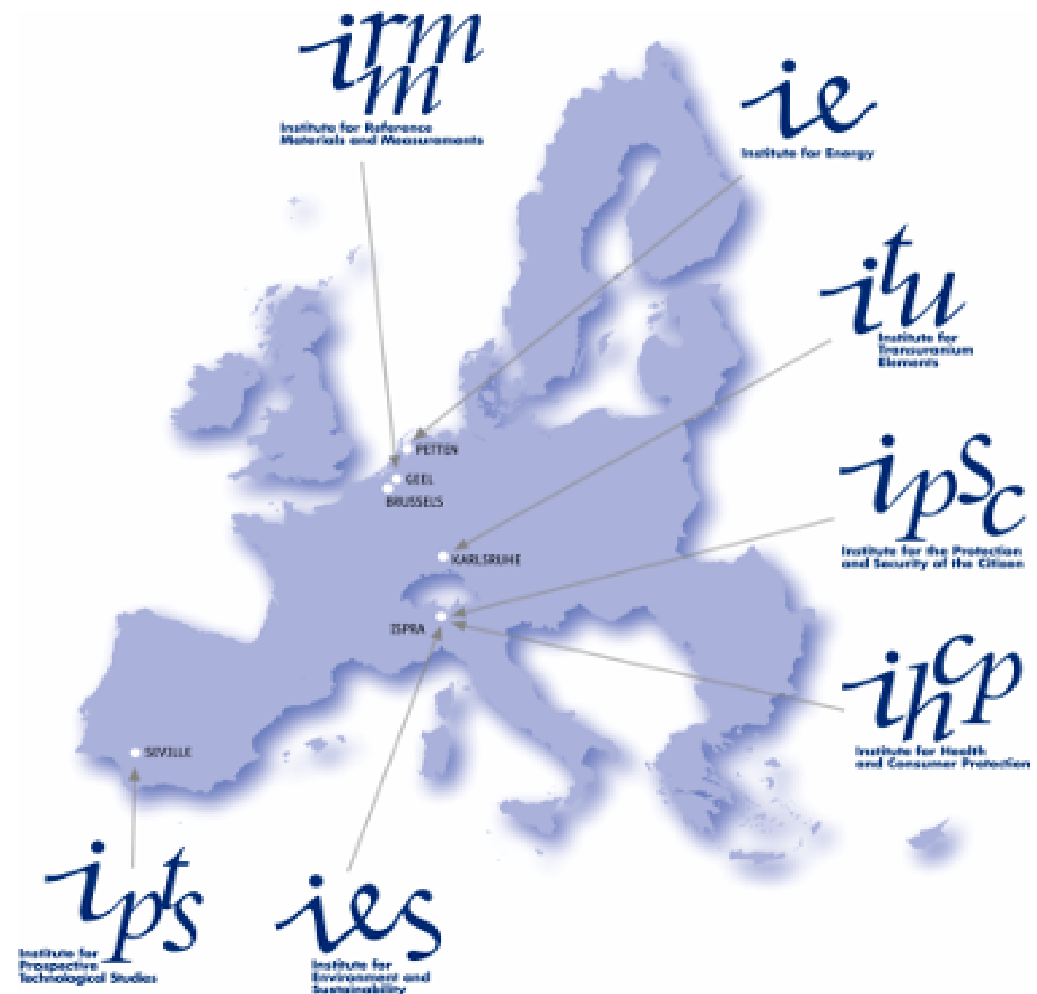 irmm
Institute for Reference
Materials and Measurements
ie
Institute for Energy
itu
Institute for
Transuranium
Elements
PETTEN
GEEL
BRUSSELS
ipsc
Institute for the Protection
and Security of the Citizen
KARLSRUHE
ISPRA
ihcp
Institute for Health
and Consumer Protection
SEVILLE
ipts
Institute for
Prospective
Technological Studies
ies
Institute for
Environment and
Sustainability